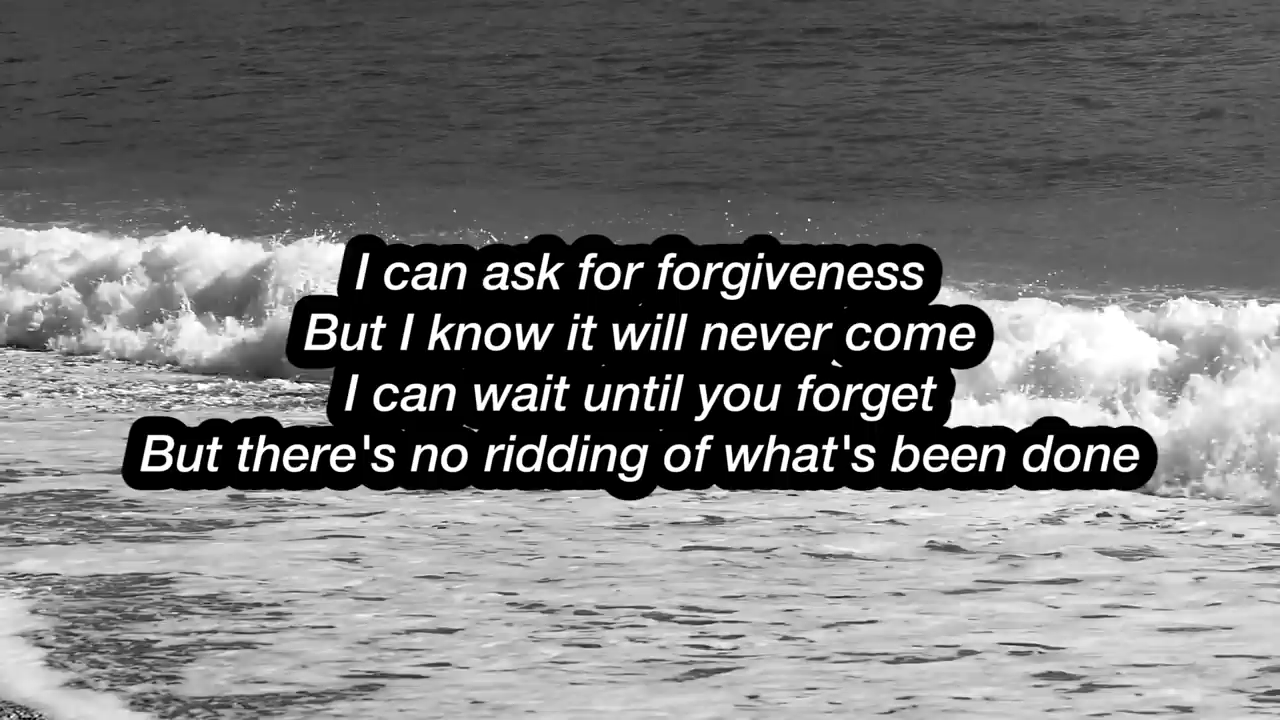 I can ask for forgiveness
But I know it will never come
I can wait until you forget
But there's no ridding of what's been done